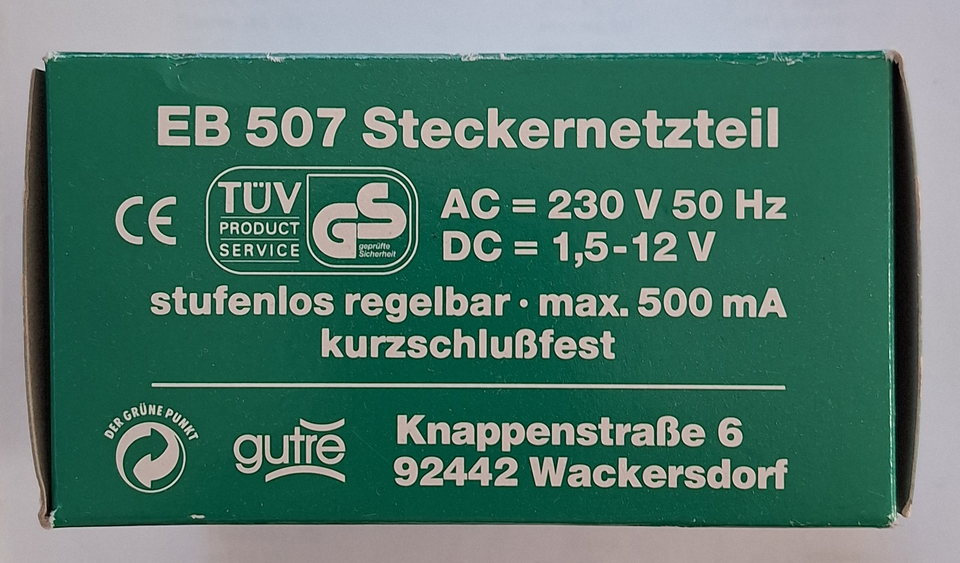 EB 507 Steckernetzteil
CE
TÜV
PRODUCT
SERVICE
GS
geprüfte
Sicherheit
AC = 230 V 50 Hz
DC = 1,5-12 V
stufenlos regelbar · max. 500 mA
kurzschlußfest
DER GRÜNE PUNKT
gutre
Knappenstraße 6
92442 Wackersdorf